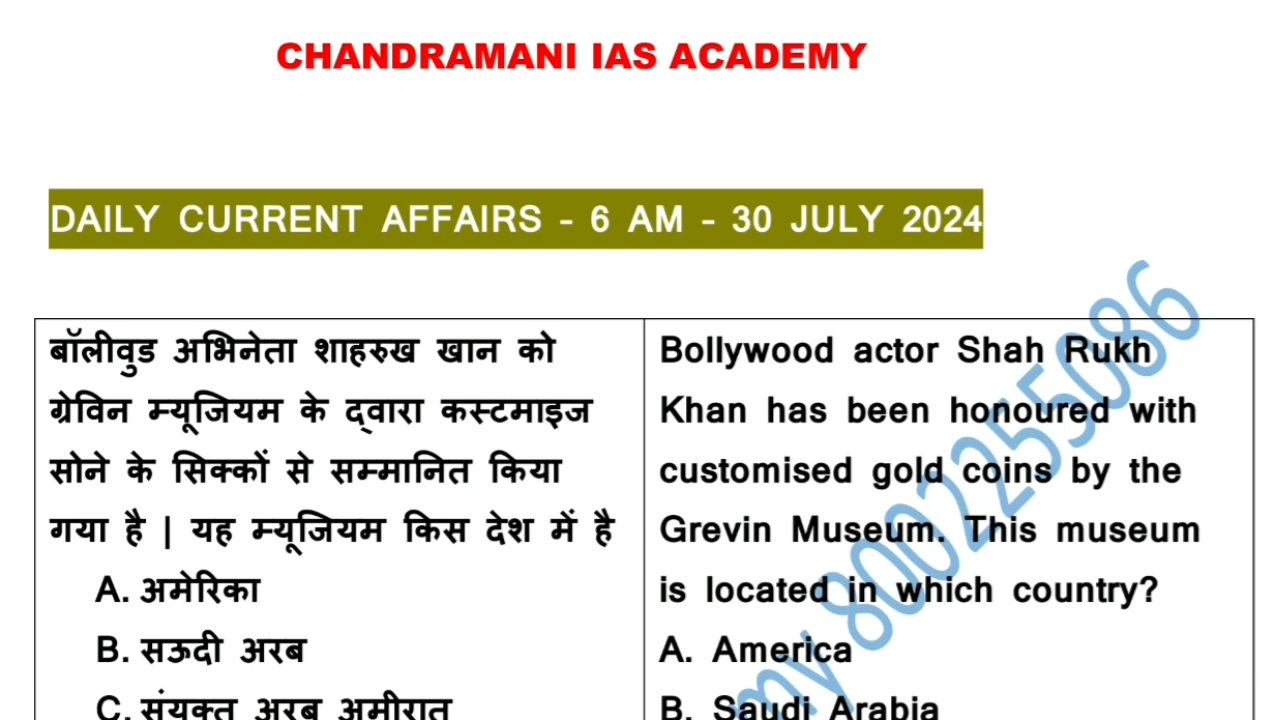 CHANDRAMANI IAS ACADEMY
DAILY CURRENT AFFAIRS - 6 AM - 30 JULY 2024
बॉलीवुड अभिनेता शाहरुख खान को
ग्रेविन म्यूजियम के द्वारा कस्टमाइज
सोने के सिक्कों से सम्मानित किया
गया है | यह म्यूजियम किस देश में है
A. अमेरिका
B. सऊदी अरब
C. संयुक्त अरब अमीरात
Bollywood actor Shah Rukh
Khan has been honoured with
customised gold coins by the
Grevin Museum. This museum
is located in which country?
A. America
B. Saudi Arabia
my 8002255086